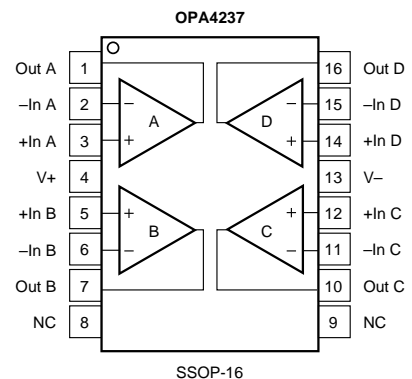 OPA4237
Out A 1 16 Out D
–In A 2 – – 15 –In D
A D
+In A 3 + + 14 +In D
V+ 4 13 V–
+In B 5 + + 12 +In C
B C
–In B 6 – – 11 –In C
Out B 7 10 Out C
NC 8 9 NC
SSOP-16